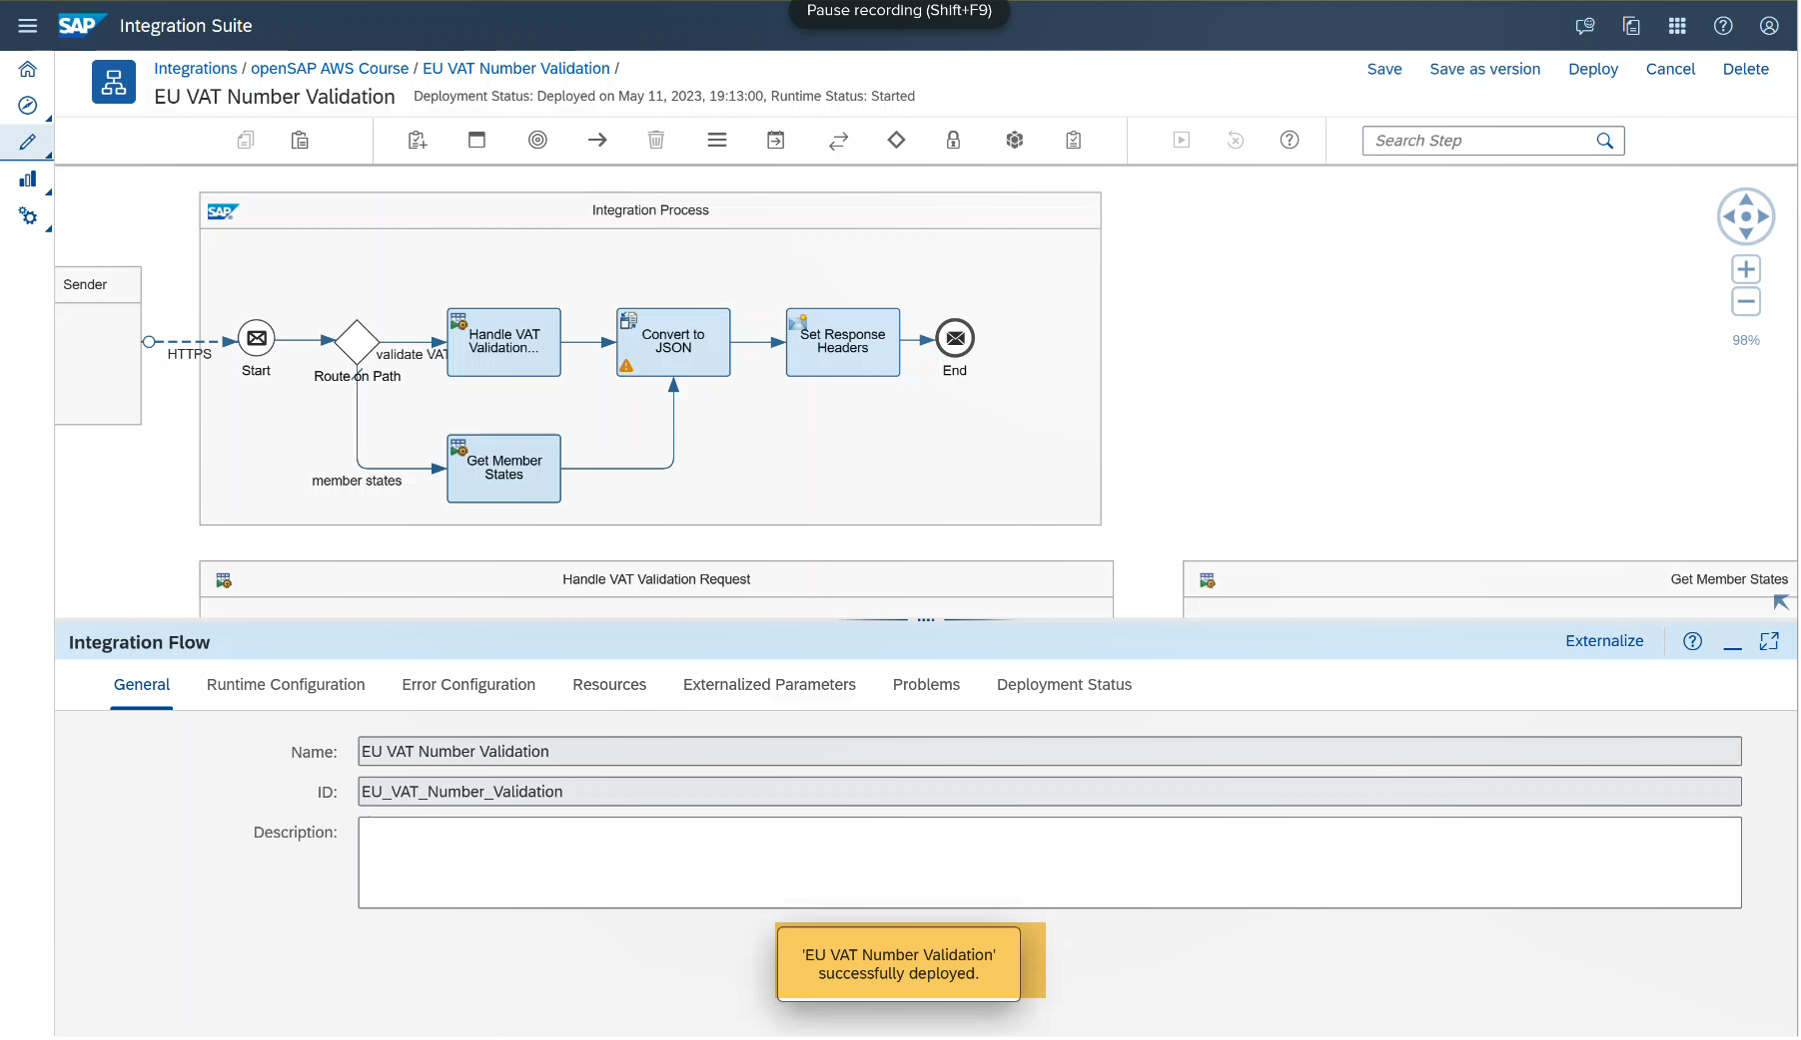 Pause recording (Shift+F9)
SAP Integration Suite
Integrations / openSAP AWS Course / EU VAT Number Validation /
EU VAT Number Validation Deployment Status: Deployed on May 11, 2023, 19:13:00, Runtime Status: Started
Save Save as version Deploy Cancel Delete
Search Step
SAP Integration Process
Sender
HTTPS
Start
Route on Path
validate VAT
Handle VAT
Validation...
Convert to
JSON
Set Response
Headers
End
member states
Get Member
States
98%
Handle VAT Validation Request
Get Member States
Integration Flow
Externalize
General Runtime Configuration Error Configuration Resources Externalized Parameters Problems Deployment Status
Name: EU VAT Number Validation
ID: EU_VAT_Number_Validation
Description:
'EU VAT Number Validation'
successfully deployed.